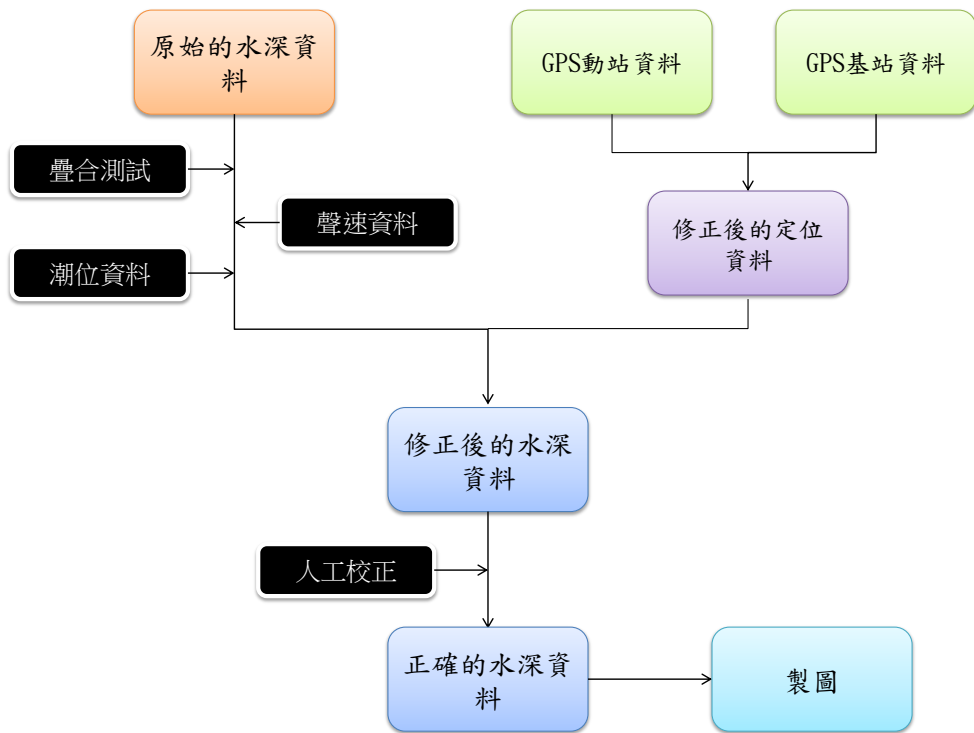 原始的水深資
料
GPS動站資料
GPS基站資料
疊合測試
聲速資料
潮位資料
修正後的定位
資料
修正後的水深
資料
人工校正
正確的水深資
料
製圖